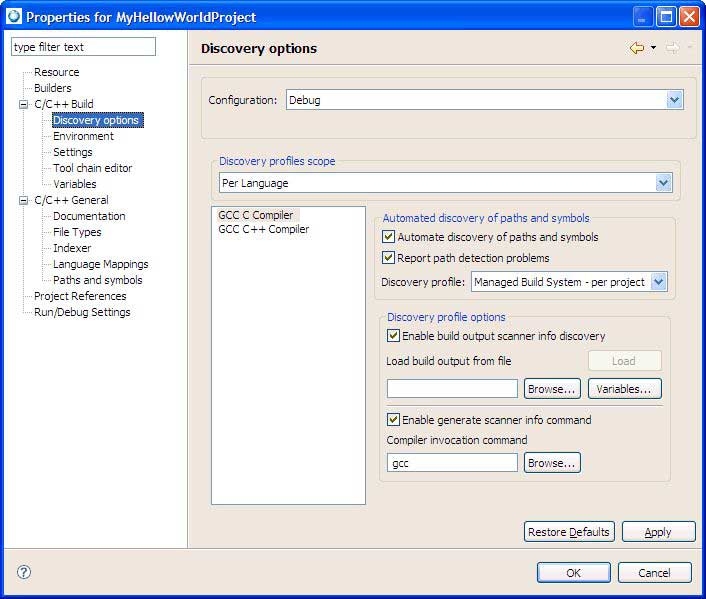 Properties for MyHellowWorldProject
type filter text
Resource
Builders
C/C++ Build
Discovery options
Environment
Settings
Tool chain editor
Variables
C/C++ General
Documentation
File Types
Indexer
Language Mappings
Paths and symbols
Project References
Run/Debug Settings
Discovery options
Configuration: Debug
Discovery profiles scope
Per Language
GCC C Compiler
GCC C++ Compiler
Automated discovery of paths and symbols
Automate discovery of paths and symbols
Report path detection problems
Discovery profile: Managed Build System - per project
Discovery profile options
Enable build output scanner info discovery
Load build output from file Load
Browse... Variables...
Enable generate scanner info command
Compiler invocation command
gcc Browse...
Restore Defaults Apply
? OK Cancel